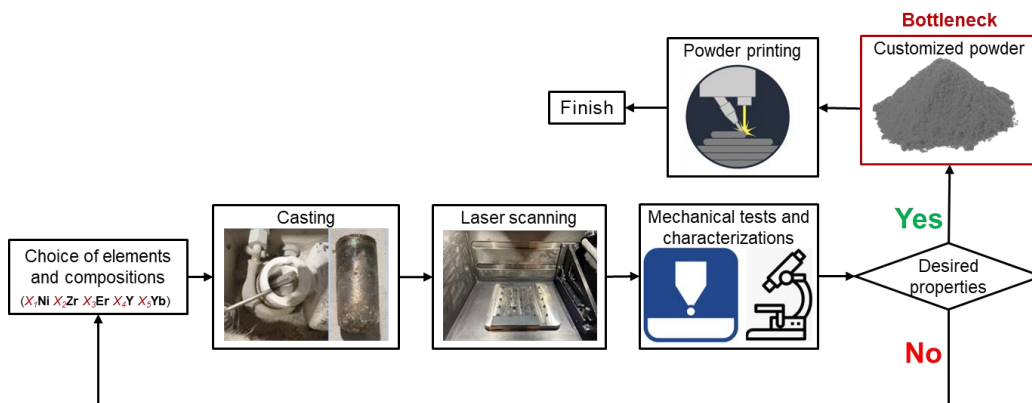 Bottleneck
Powder printing
Customized powder
Finish
Casting
Laser scanning
Mechanical tests and
characterizations
Yes
Choice of elements
and compositions
(X₁Ni X₂Zr X₃Er X₄Y X₅Yb)
Desired
properties
No